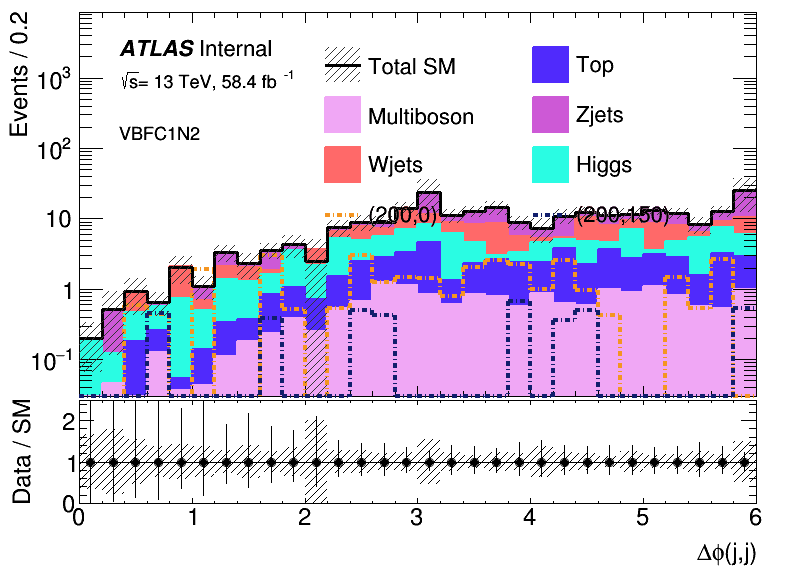 Events / 0.2
10³
10²
10
1
10⁻¹
ATLAS Internal
√s= 13 TeV, 58.4 fb ⁻¹
VBFC1N2
Total SM
Top
Multiboson
Zjets
Wjets
Higgs
(200,0)
(200,150)
Data / SM
2
1
0
0 1 2 3 4 5 6
Δϕ(j,j)